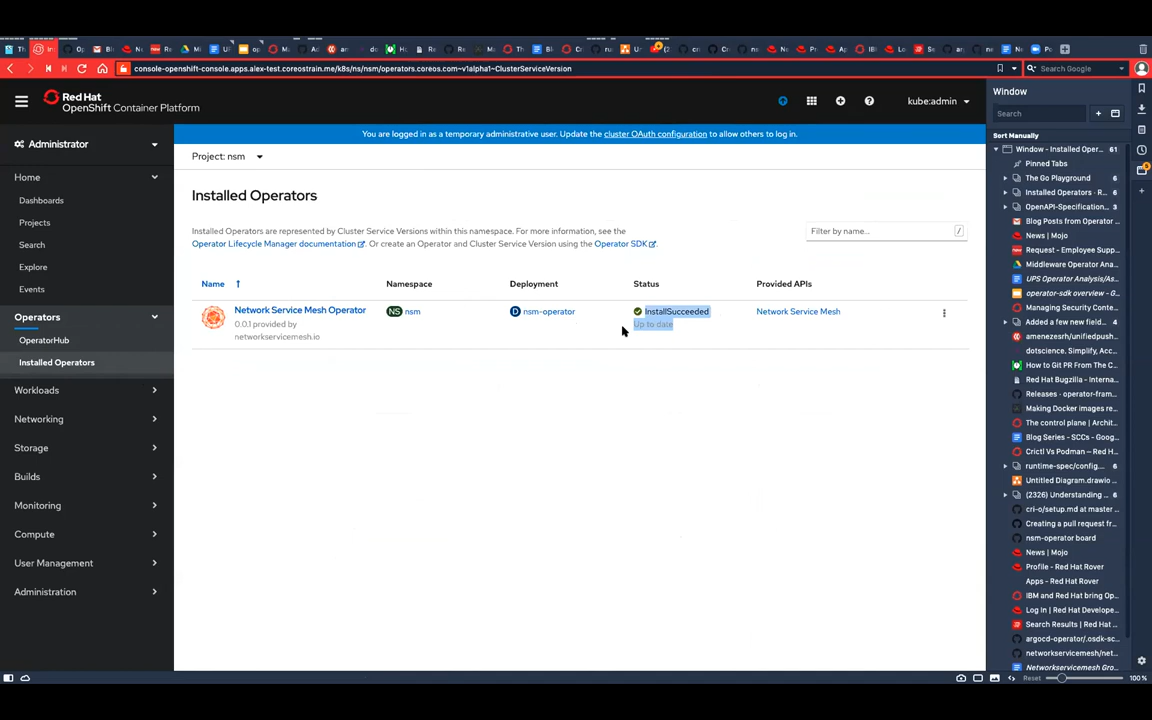 console-openshift-console.apps.alex-test.coreostrain.me/k8s/ns/nsm/operators.coreos.com~v1alpha1~ClusterServiceVersion
Search Google
Red Hat
OpenShift Container Platform
kube:admin
Window
Search
Sort Manually
Administrator
You are logged in as a temporary administrative user. Update the cluster OAuth configuration to allow others to log in.
Project: nsm
Home
Dashboards
Projects
Search
Explore
Events
Operators
OperatorHub
Installed Operators
Workloads
Networking
Storage
Builds
Monitoring
Compute
User Management
Administration
Installed Operators
Installed Operators are represented by Cluster Service Versions within this namespace. For more information, see the
Operator Lifecycle Manager documentation. Or create an Operator and Cluster Service Version using the Operator SDK.
Filter by name...
/
Name
Namespace
Deployment
Status
Provided APIs
Network Service Mesh Operator
0.0.1 provided by
networkservicemesh.io
NS nsm
D nsm-operator
InstallSucceeded
Up to date
Network Service Mesh
Window - Installed Oper... 61
Pinned Tabs
The Go Playground 6
Installed Operators · R... 6
OpenAPI-Specification... 3
Blog Posts from Operator ...
News | Mojo
Request - Employee Supp...
Middleware Operator Ana...
UPS Operator Analysis/As...
operator-sdk overview - ...
Managing Security Conte...
Added a few new field... 4
amenezesrh/unifiedpush...
dotscience. Simplify, Acc...
How to Git PR From The C...
Red Hat Bugzilla – Interna...
Releases · operator-fram...
Making Docker images re...
The control plane | Archit...
Blog Series - SCCs - Goog...
Crictl Vs Podman – Red H...
runtime-spec/config.... 6
Untitled Diagram.drawio ...
(2326) Understanding ... 6
cri-o/setup.md at master ...
Creating a pull request fr...
nsm-operator board
News | Mojo
Profile - Red Hat Rover
Apps - Red Hat Rover
IBM and Red Hat bring Op...
Log In | Red Hat Develope...
Search Results | Red Hat ...
argocd-operator/.osdk-sc...
networkservicemesh/net...
Networkservicemesh Gro...
Reset
100 %